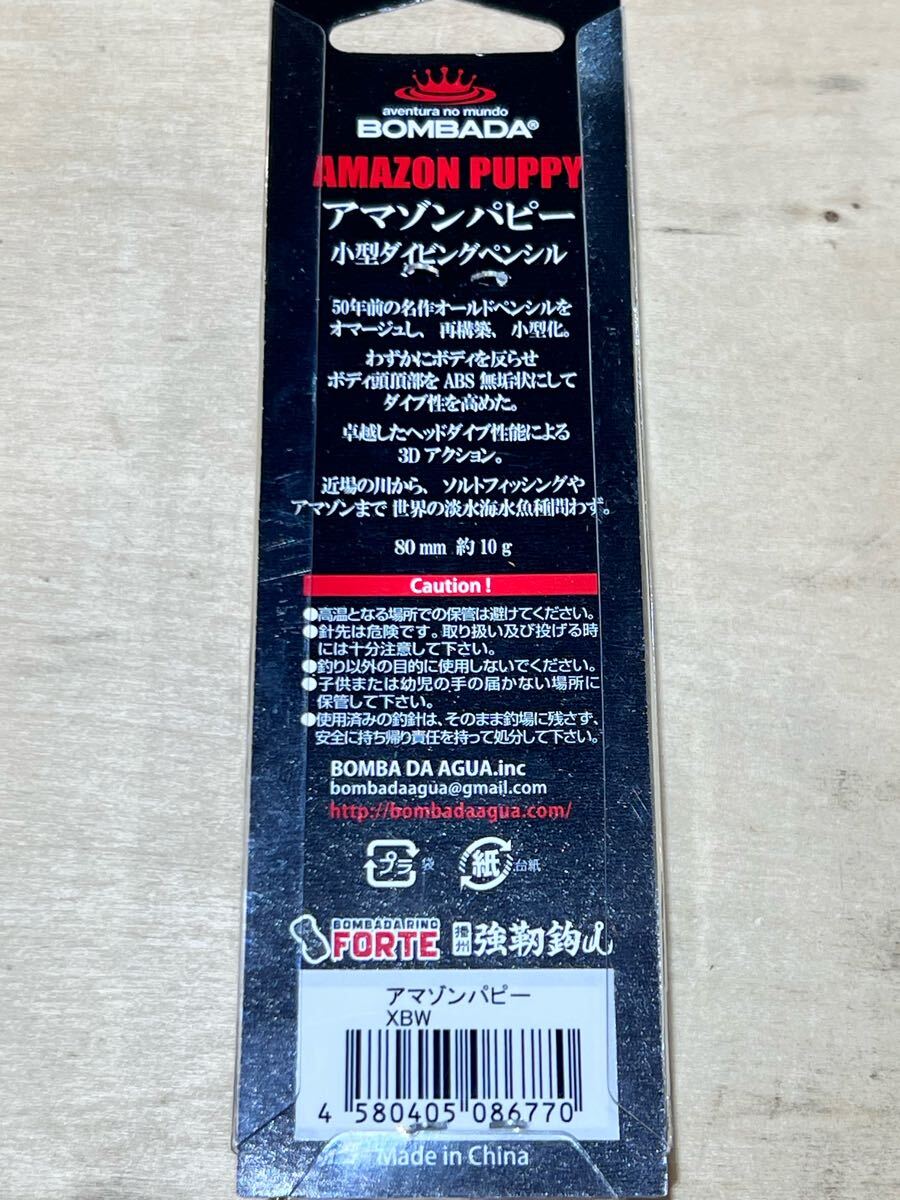 aventura no mundo
BOMBADA®
AMAZON PUPPY
アマゾンパピー
小型ダイビングペンシル
50年前の名作オールドペンシルを
オマージュし、再構築、小型化。
わずかにボディを反らせ
ボディ頭頂部を ABS 無垢状にして
ダイブ性を高めた。
卓越したヘッドダイブ性能による
3D アクション。
近場の川から、ソルトフィッシングや
アマゾンまで 世界の淡水海水魚種問わず。
80 mm 約10 g
Caution !
●高温となる場所での保管は避けてください。
●針先は危険です。取り扱い及び投げる時
には十分注意して下さい。
●釣り以外の目的に使用しないでください。
●子供または幼児の手の届かない場所に
保管して下さい。
●使用済みの釣針は、そのまま釣場に残さず、
安全に持ち帰り責任を持って処分して下さい。
BOMBA DA AGUA.inc
bombadaagua@gmail.com
http://bombadaagua.com/
プラ 袋 紙 台紙
BOMBADA RING
FORTE 播州 強靭鈎
アマゾンパピー
XBW
4 580405 086770
Made in China